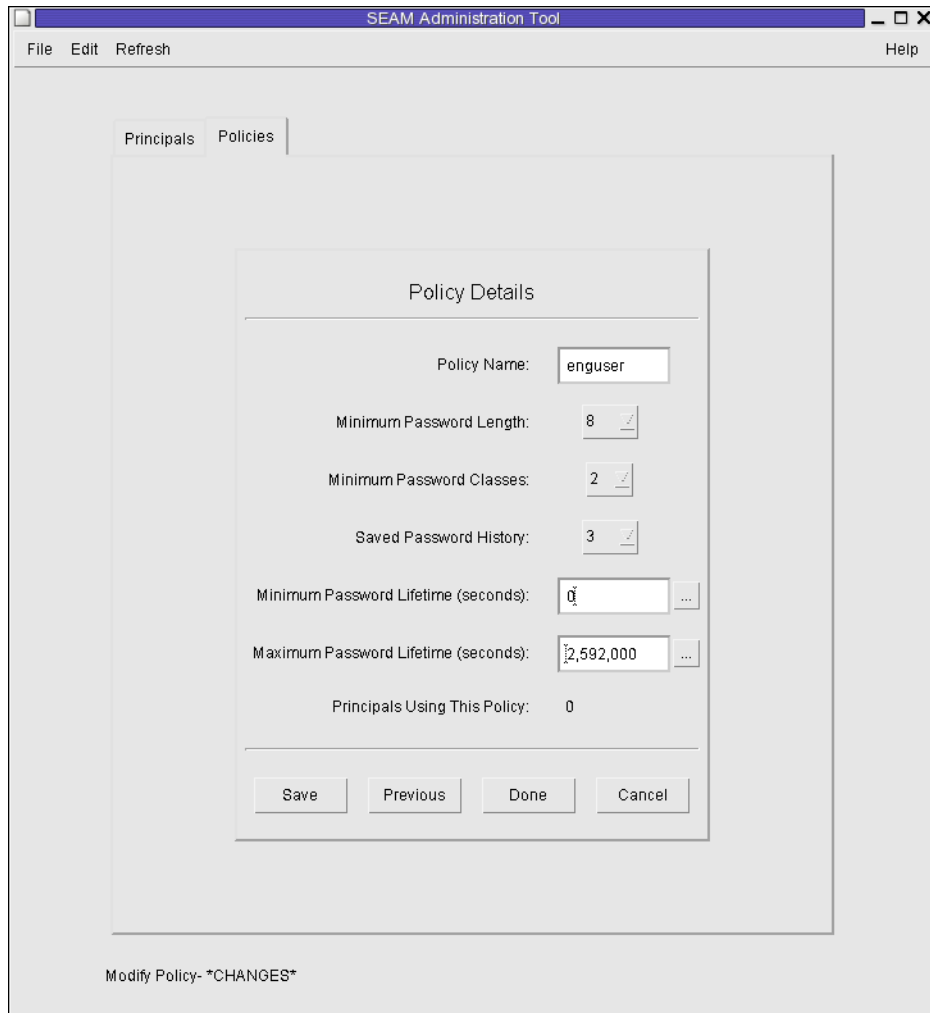 SEAM Administration Tool
File Edit Refresh Help
Principals Policies
Policy Details
Policy Name: enguser
Minimum Password Length: 8
Minimum Password Classes: 2
Saved Password History: 3
Minimum Password Lifetime (seconds): 0 ...
Maximum Password Lifetime (seconds): 2,592,000 ...
Principals Using This Policy: 0
Save Previous Done Cancel
Modify Policy- *CHANGES*